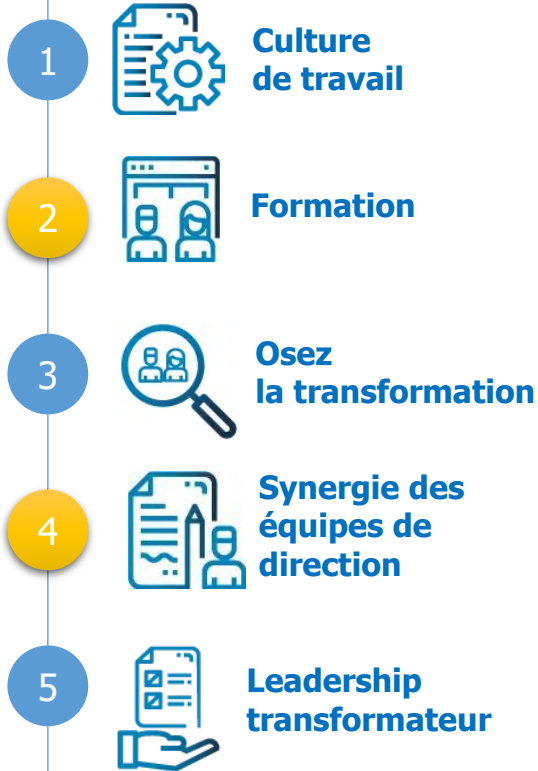 1
Culture
de travail
2
Formation
3
Osez
la transformation
4
Synergie des
équipes de
direction
5
Leadership
transformateur